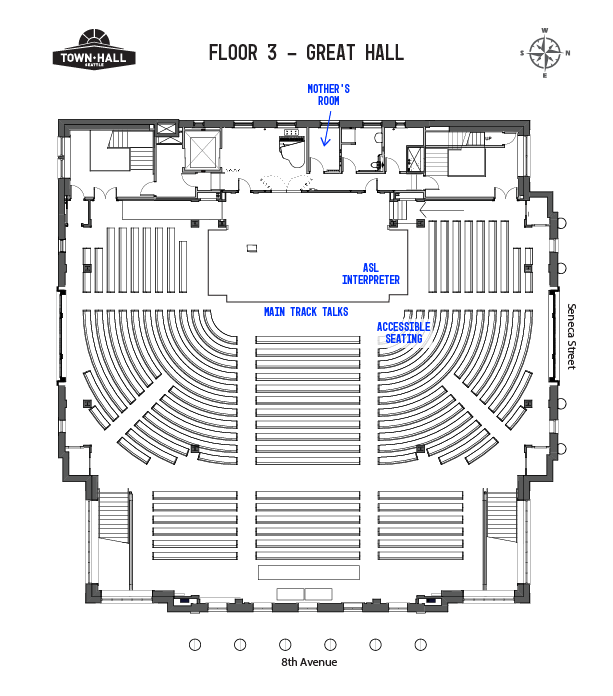 TOWN HALL
SEATTLE
FLOOR 3 – GREAT HALL
W
S
N
E
MOTHER'S
ROOM
ASL
INTERPRETER
MAIN TRACK TALKS
ACCESSIBLE
SEATING
Seneca Street
8th Avenue